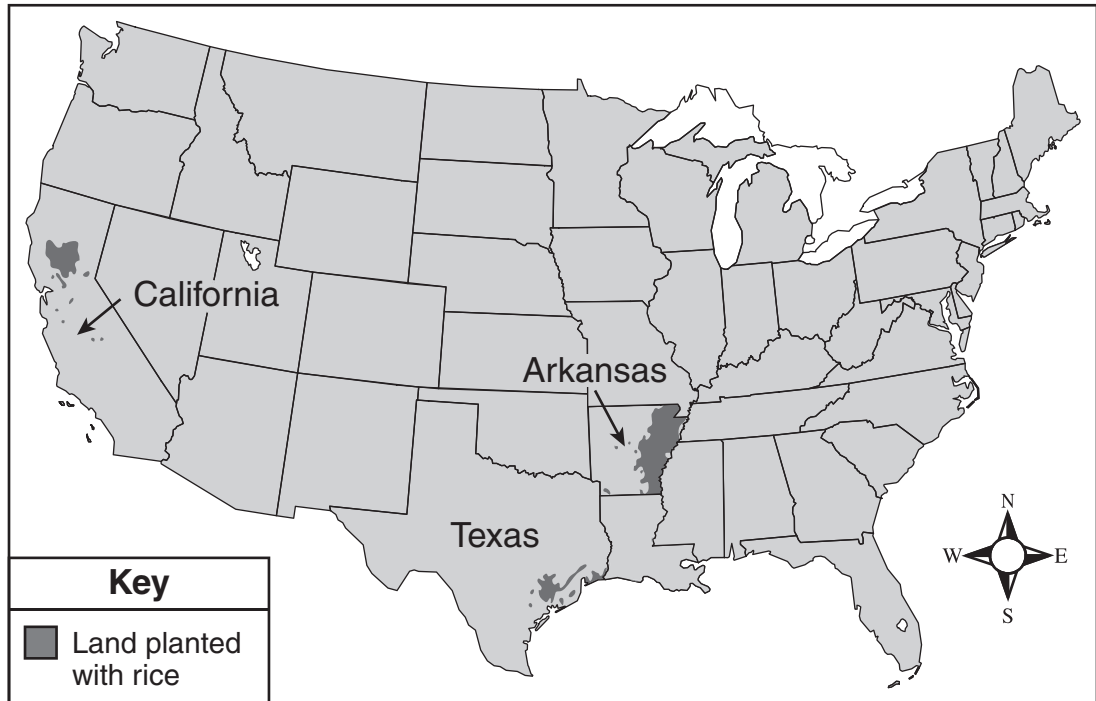 California
Arkansas
Texas
N
W
E
S
Key
Land planted
with rice